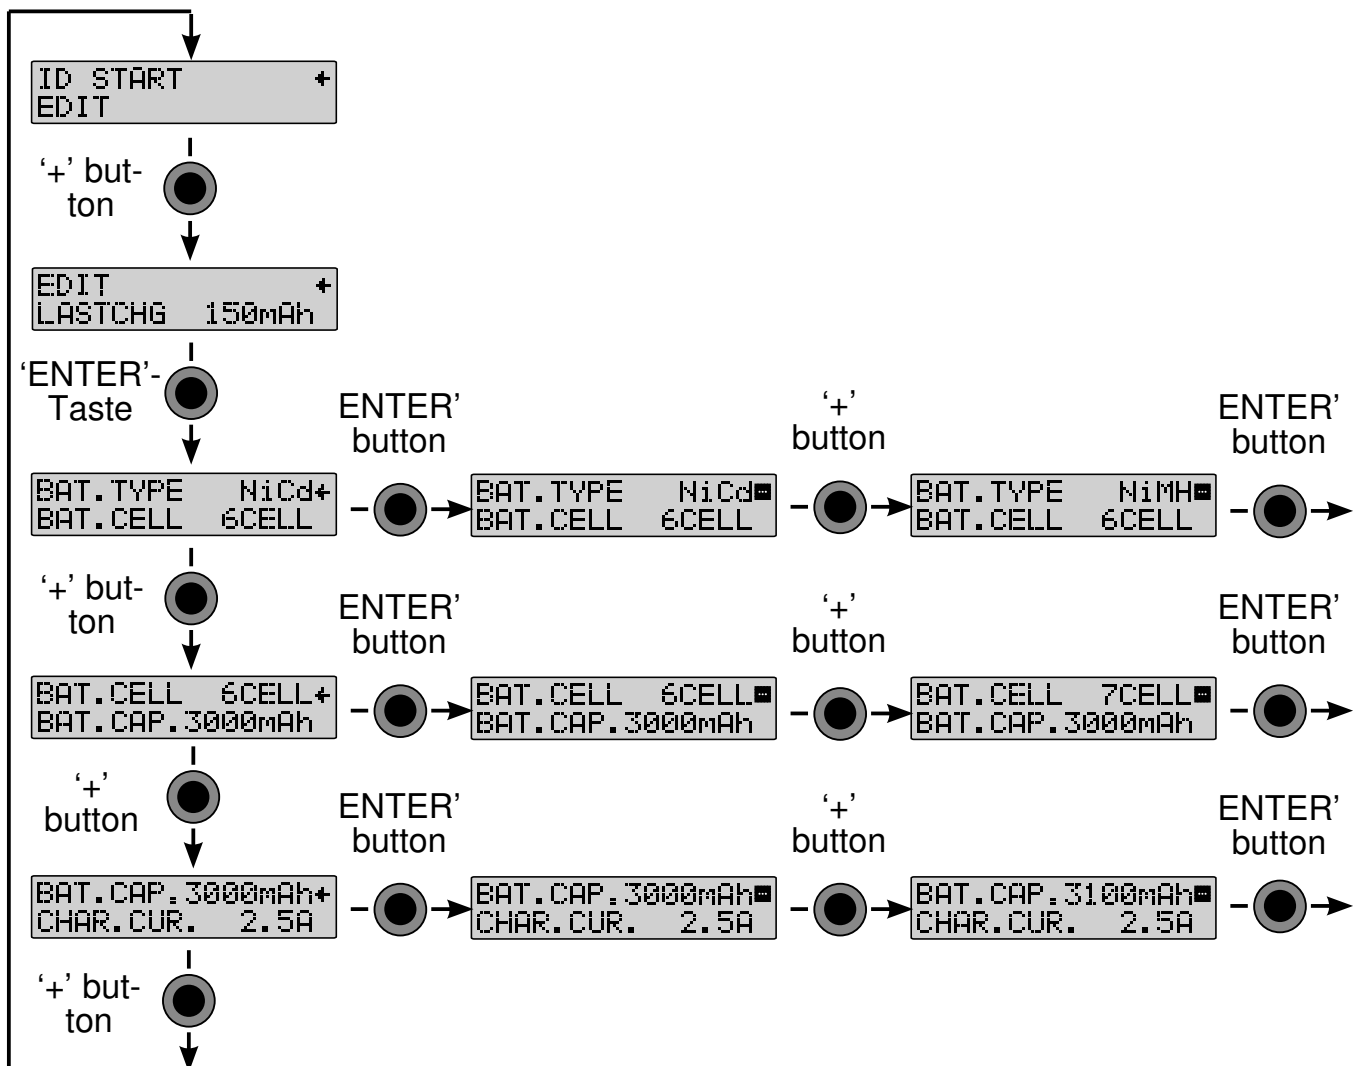 ID START ←
EDIT
‘+’ but-
ton
EDIT ←
LASTCHG 150mAh
‘ENTER’-
Taste
ENTER’
button
‘+’
button
ENTER’
button
BAT.TYPE NiCd←
BAT.CELL 6CELL
BAT.TYPE NiCd
BAT.CELL 6CELL
BAT.TYPE NiMH
BAT.CELL 6CELL
‘+’ but-
ton
ENTER’
button
‘+’
button
ENTER’
button
BAT.CELL 6CELL←
BAT.CAP.3000mAh
BAT.CELL 6CELL
BAT.CAP.3000mAh
BAT.CELL 7CELL
BAT.CAP.3000mAh
‘+’
button
ENTER’
button
‘+’
button
ENTER’
button
BAT.CAP.3000mAh←
CHAR.CUR. 2.5A
BAT.CAP.3000mAh
CHAR.CUR. 2.5A
BAT.CAP.3100mAh
CHAR.CUR. 2.5A
‘+’ but-
ton